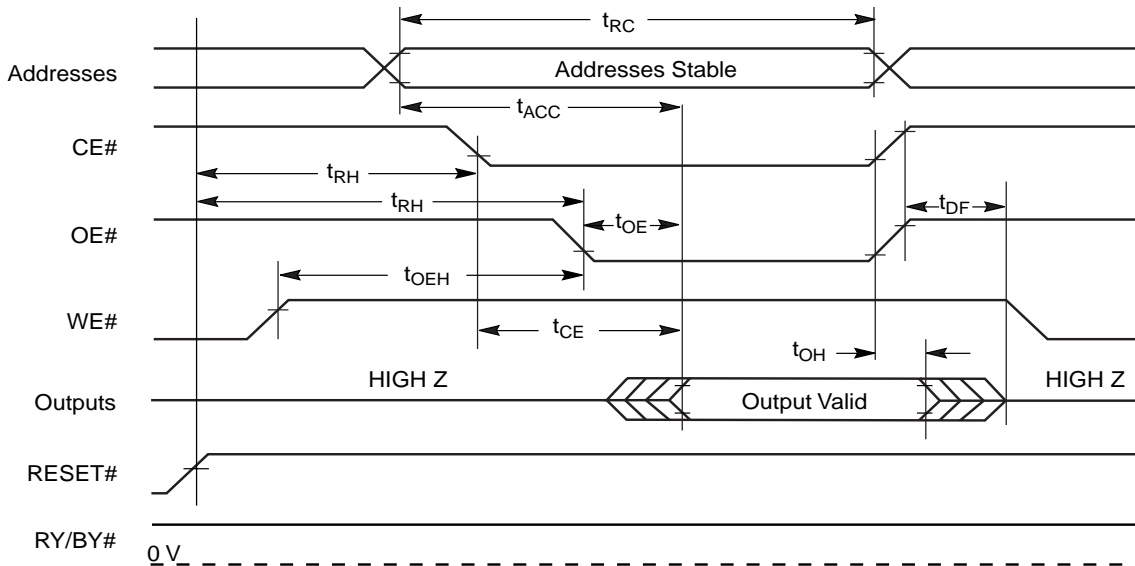 tRC
Addresses
Addresses Stable
tACC
CE#
tRH
tRH
tOE
tDF
OE#
tOEH
WE#
tCE
tOH
HIGH Z
HIGH Z
Outputs
Output Valid
RESET#
RY/BY#
0 V